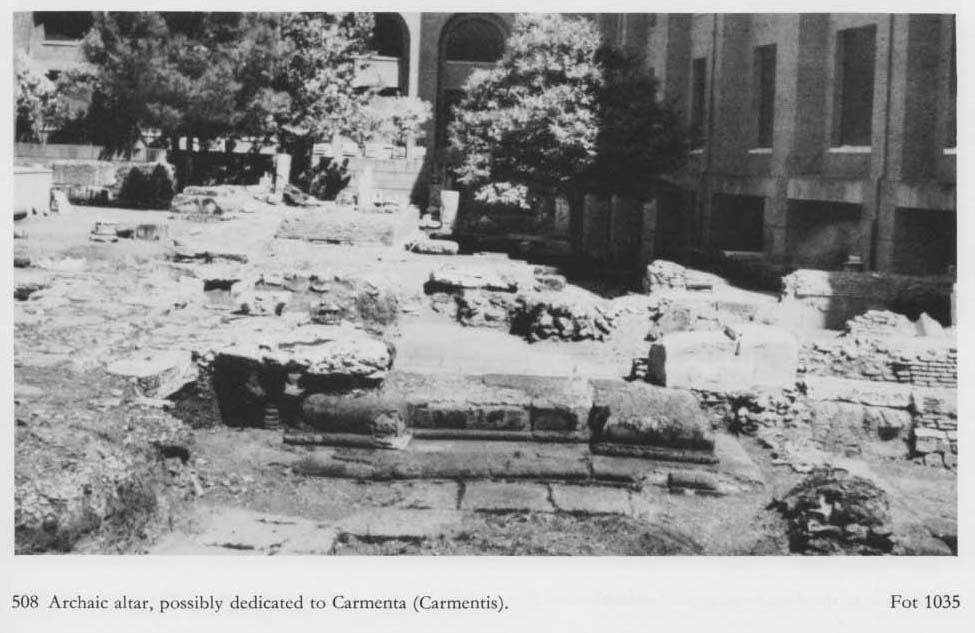 508 Archaic altar, possibly dedicated to Carmenta (Carmentis). Fot 1035